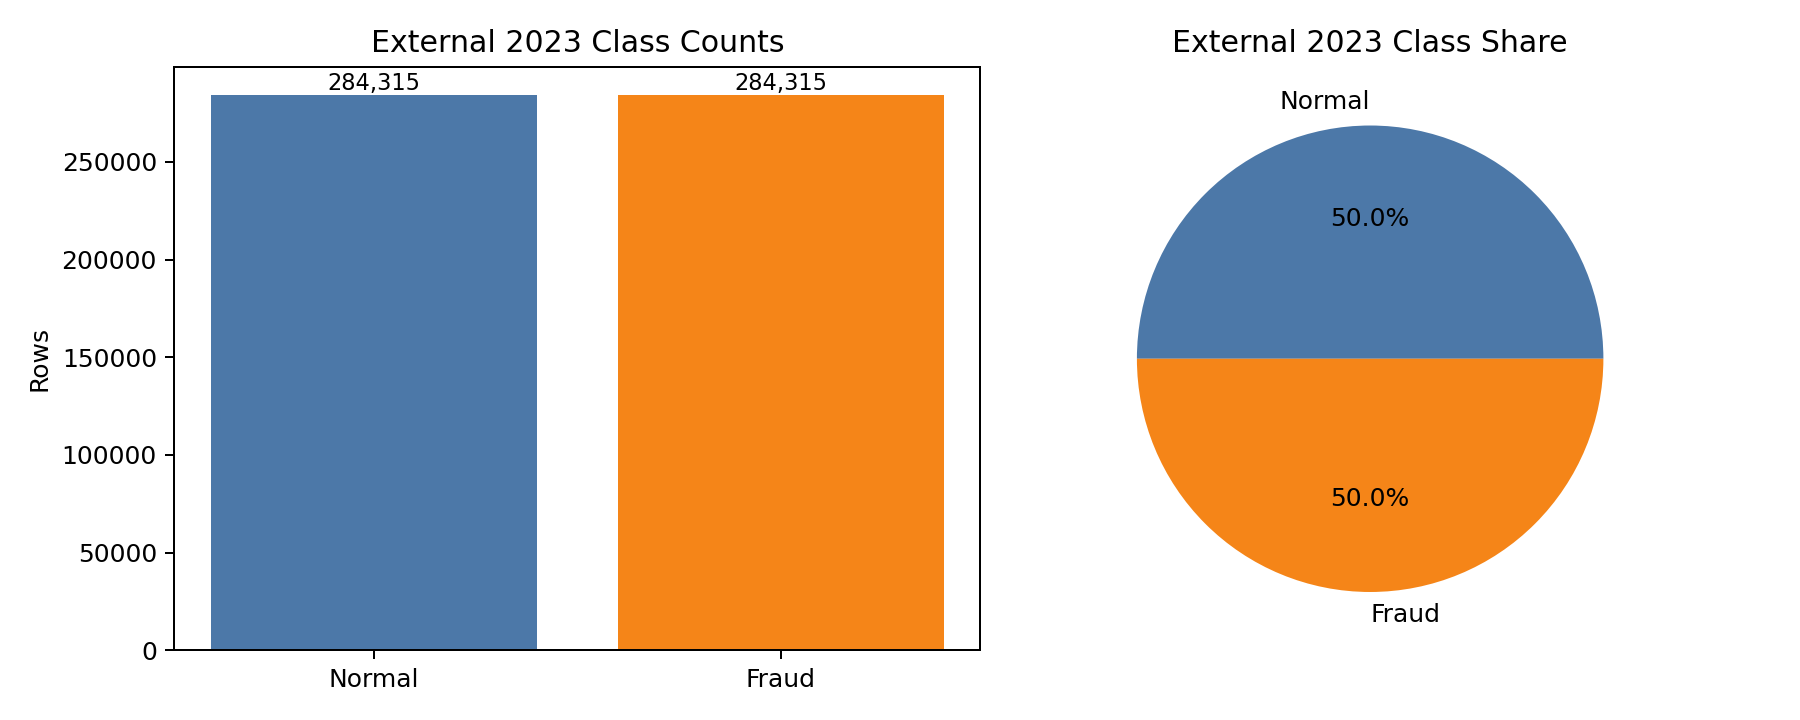 External 2023 Class Counts
284,315
284,315
250000
200000
150000
100000
50000
0
Rows
Normal
Fraud
External 2023 Class Share
Normal
50.0%
50.0%
Fraud